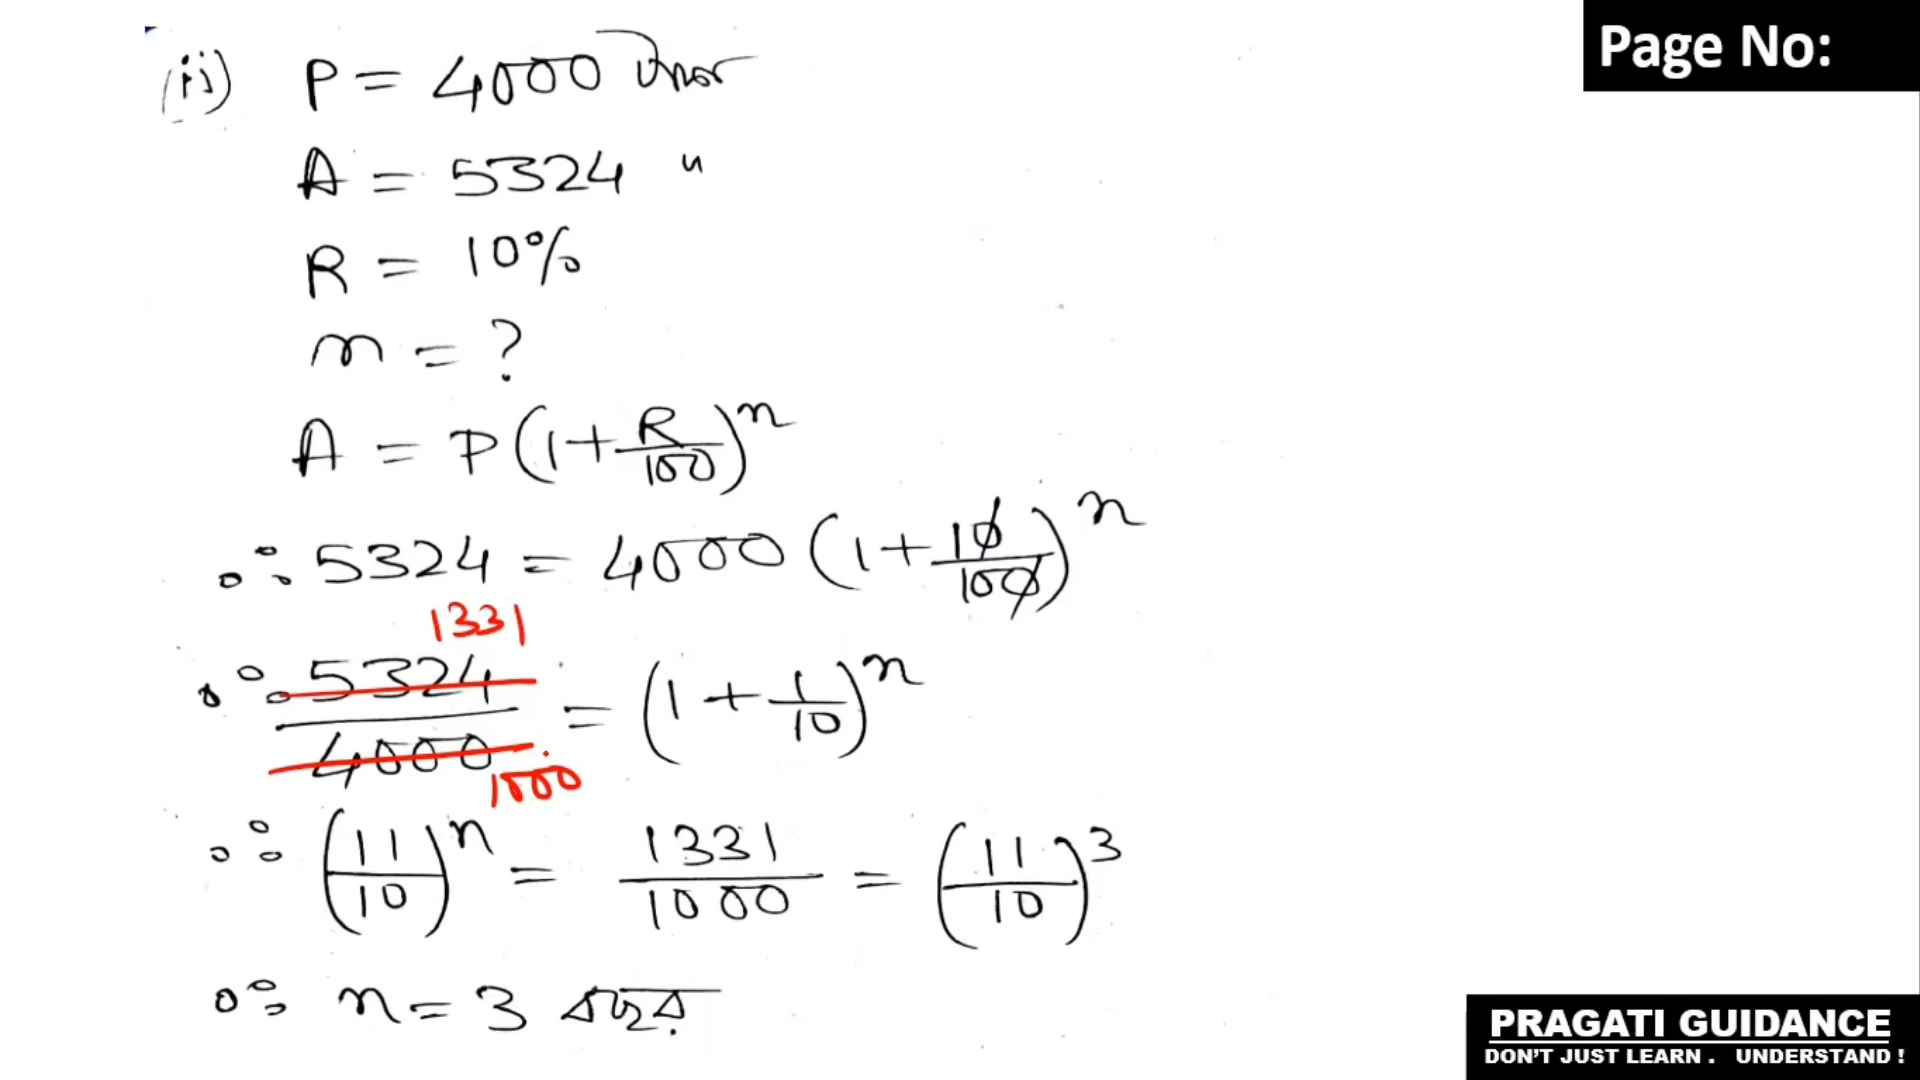 Page No:
(ii) P = 4000 টাকা
A = 5324 "
R = 10%
n = ?
A = P(1+R/100)^n
∴ 5324 = 4000 (1+10/100)^n
1331
∴ 5324/4000 = (1+1/10)^n
1000
∴ (11/10)^n = 1331/1000 = (11/10)^3
∴ n = 3 বছর
PRAGATI GUIDANCE
DON'T JUST LEARN . UNDERSTAND !